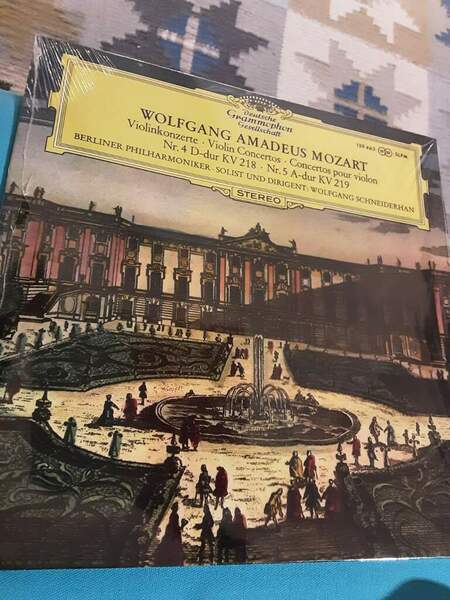 Deutsche
Grammophon
Gesellschaft
WOLFGANG AMADEUS MOZART
Violinkonzerte · Violin Concertos · Concertos pour violon
Nr. 4 D-dur KV 218 · Nr. 5 A-dur KV 219
BERLINER PHILHARMONIKER · SOLIST UND DIRIGENT: WOLFGANG SCHNEIDERHAN
STEREO
SLPM